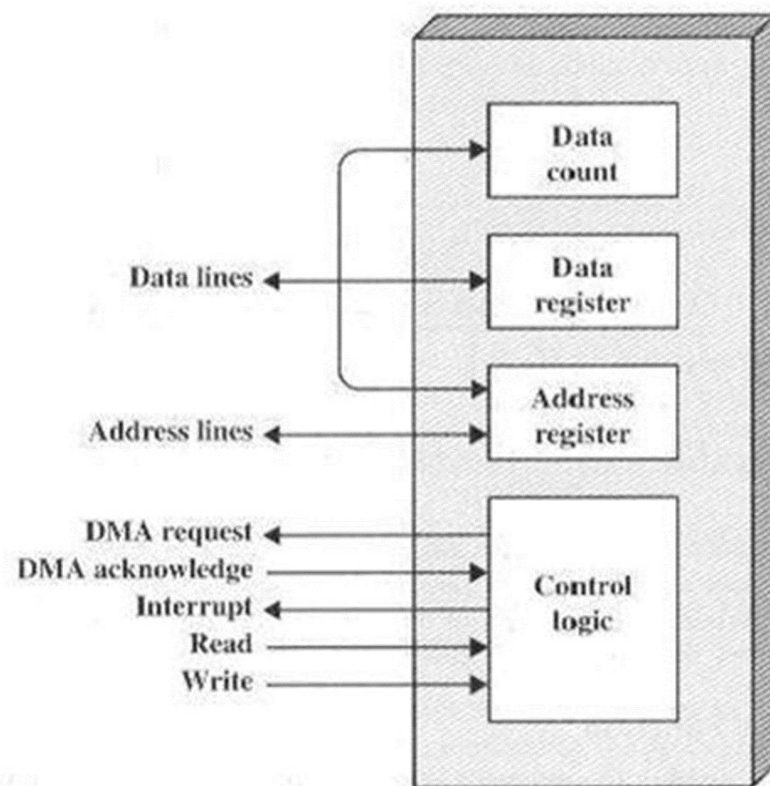 Data
count
Data lines
Data
register
Address
register
Address lines
DMA request
DMA acknowledge
Interrupt
Read
Write
Control
logic